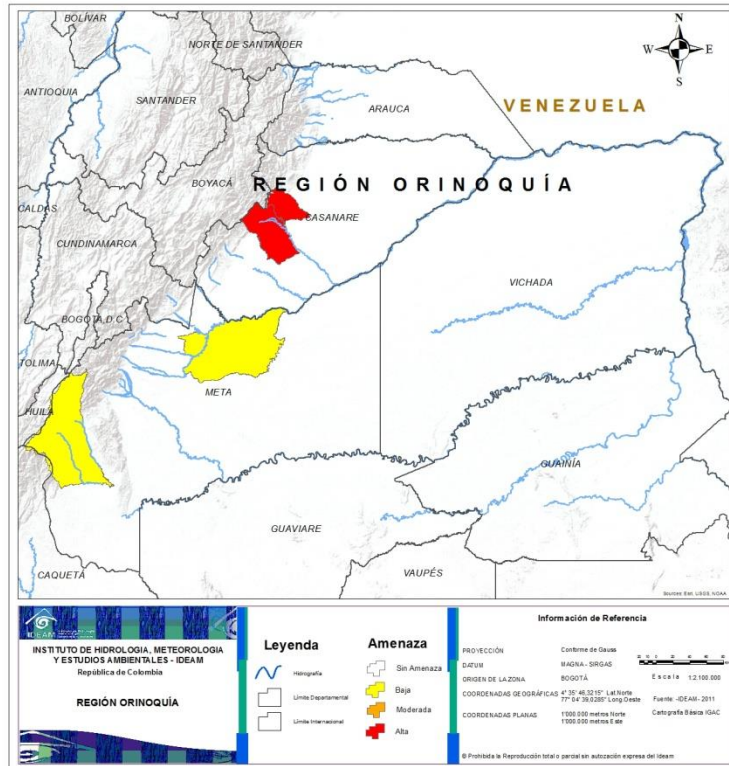 BOLÍVAR
N
W E
S
NORTE DE SANTANDER
ANTIOQUIA
SANTANDER
ARAUCA
VENEZUELA
BOYACÁ
REGIÓN ORINOQUÍA
CALDAS
CASANARE
CUNDINAMARCA
VICHADA
BOGOTÁ,D.C.
TOLIMA
META
HUILA
GUAINÍA
GUAVIARE
CAQUETÁ
VAUPÉS
Sources: Esri, USGS, NOAA
IDEAM
INSTITUTO DE HIDROLOGIA, METEOROLOGIA
Y ESTUDIOS AMBIENTALES - IDEAM
República de Colombia
REGIÓN ORINOQUÍA
Leyenda
Hidrografía
Límite Departamental
Límite Internacional
Amenaza
Sin Amenaza
Baja
Moderada
Alta
Información de Referencia
PROYECCIÓN Conforme de Gauss
DATUM MAGNA - SIRGAS
ORIGEN DE LA ZONA BOGOTÁ
COORDENADAS GEOGRÁFICAS 4° 35' 46,3215" Lat.Norte
77° 04' 39,0285" Long.Oeste
COORDENADAS PLANAS 1'000.000 metros Norte
1'000.000 metros Este
Escala 1:2.100.000
Fuente: -IDEAM- 2011
Cartografía Básica IGAC
© Prohibida la Reproducción total o parcial sin autozación expresa del Ideam